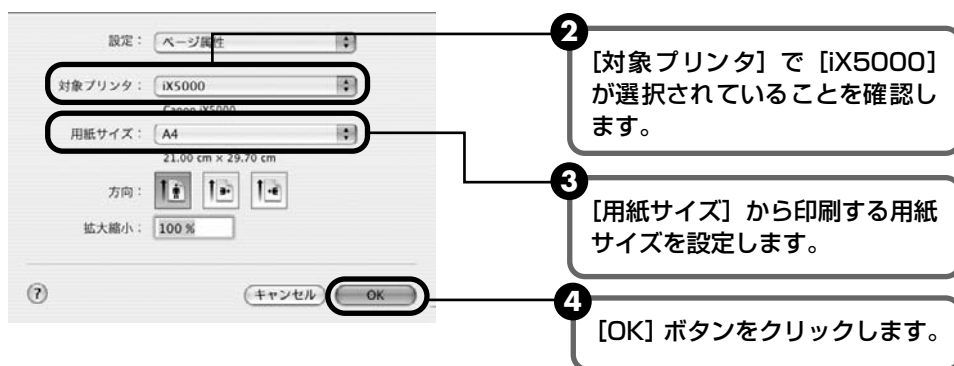 設定： ページ属性
対象プリンタ： iX5000
Canon iX5000
用紙サイズ： A4
21.00 cm × 29.70 cm
方向：
拡大縮小： 100 %
?
キャンセル
OK
2
［対象プリンタ］で［iX5000］
が選択されていることを確認し
ます。
3
［用紙サイズ］から印刷する用紙
サイズを設定します。
4
［OK］ボタンをクリックします。